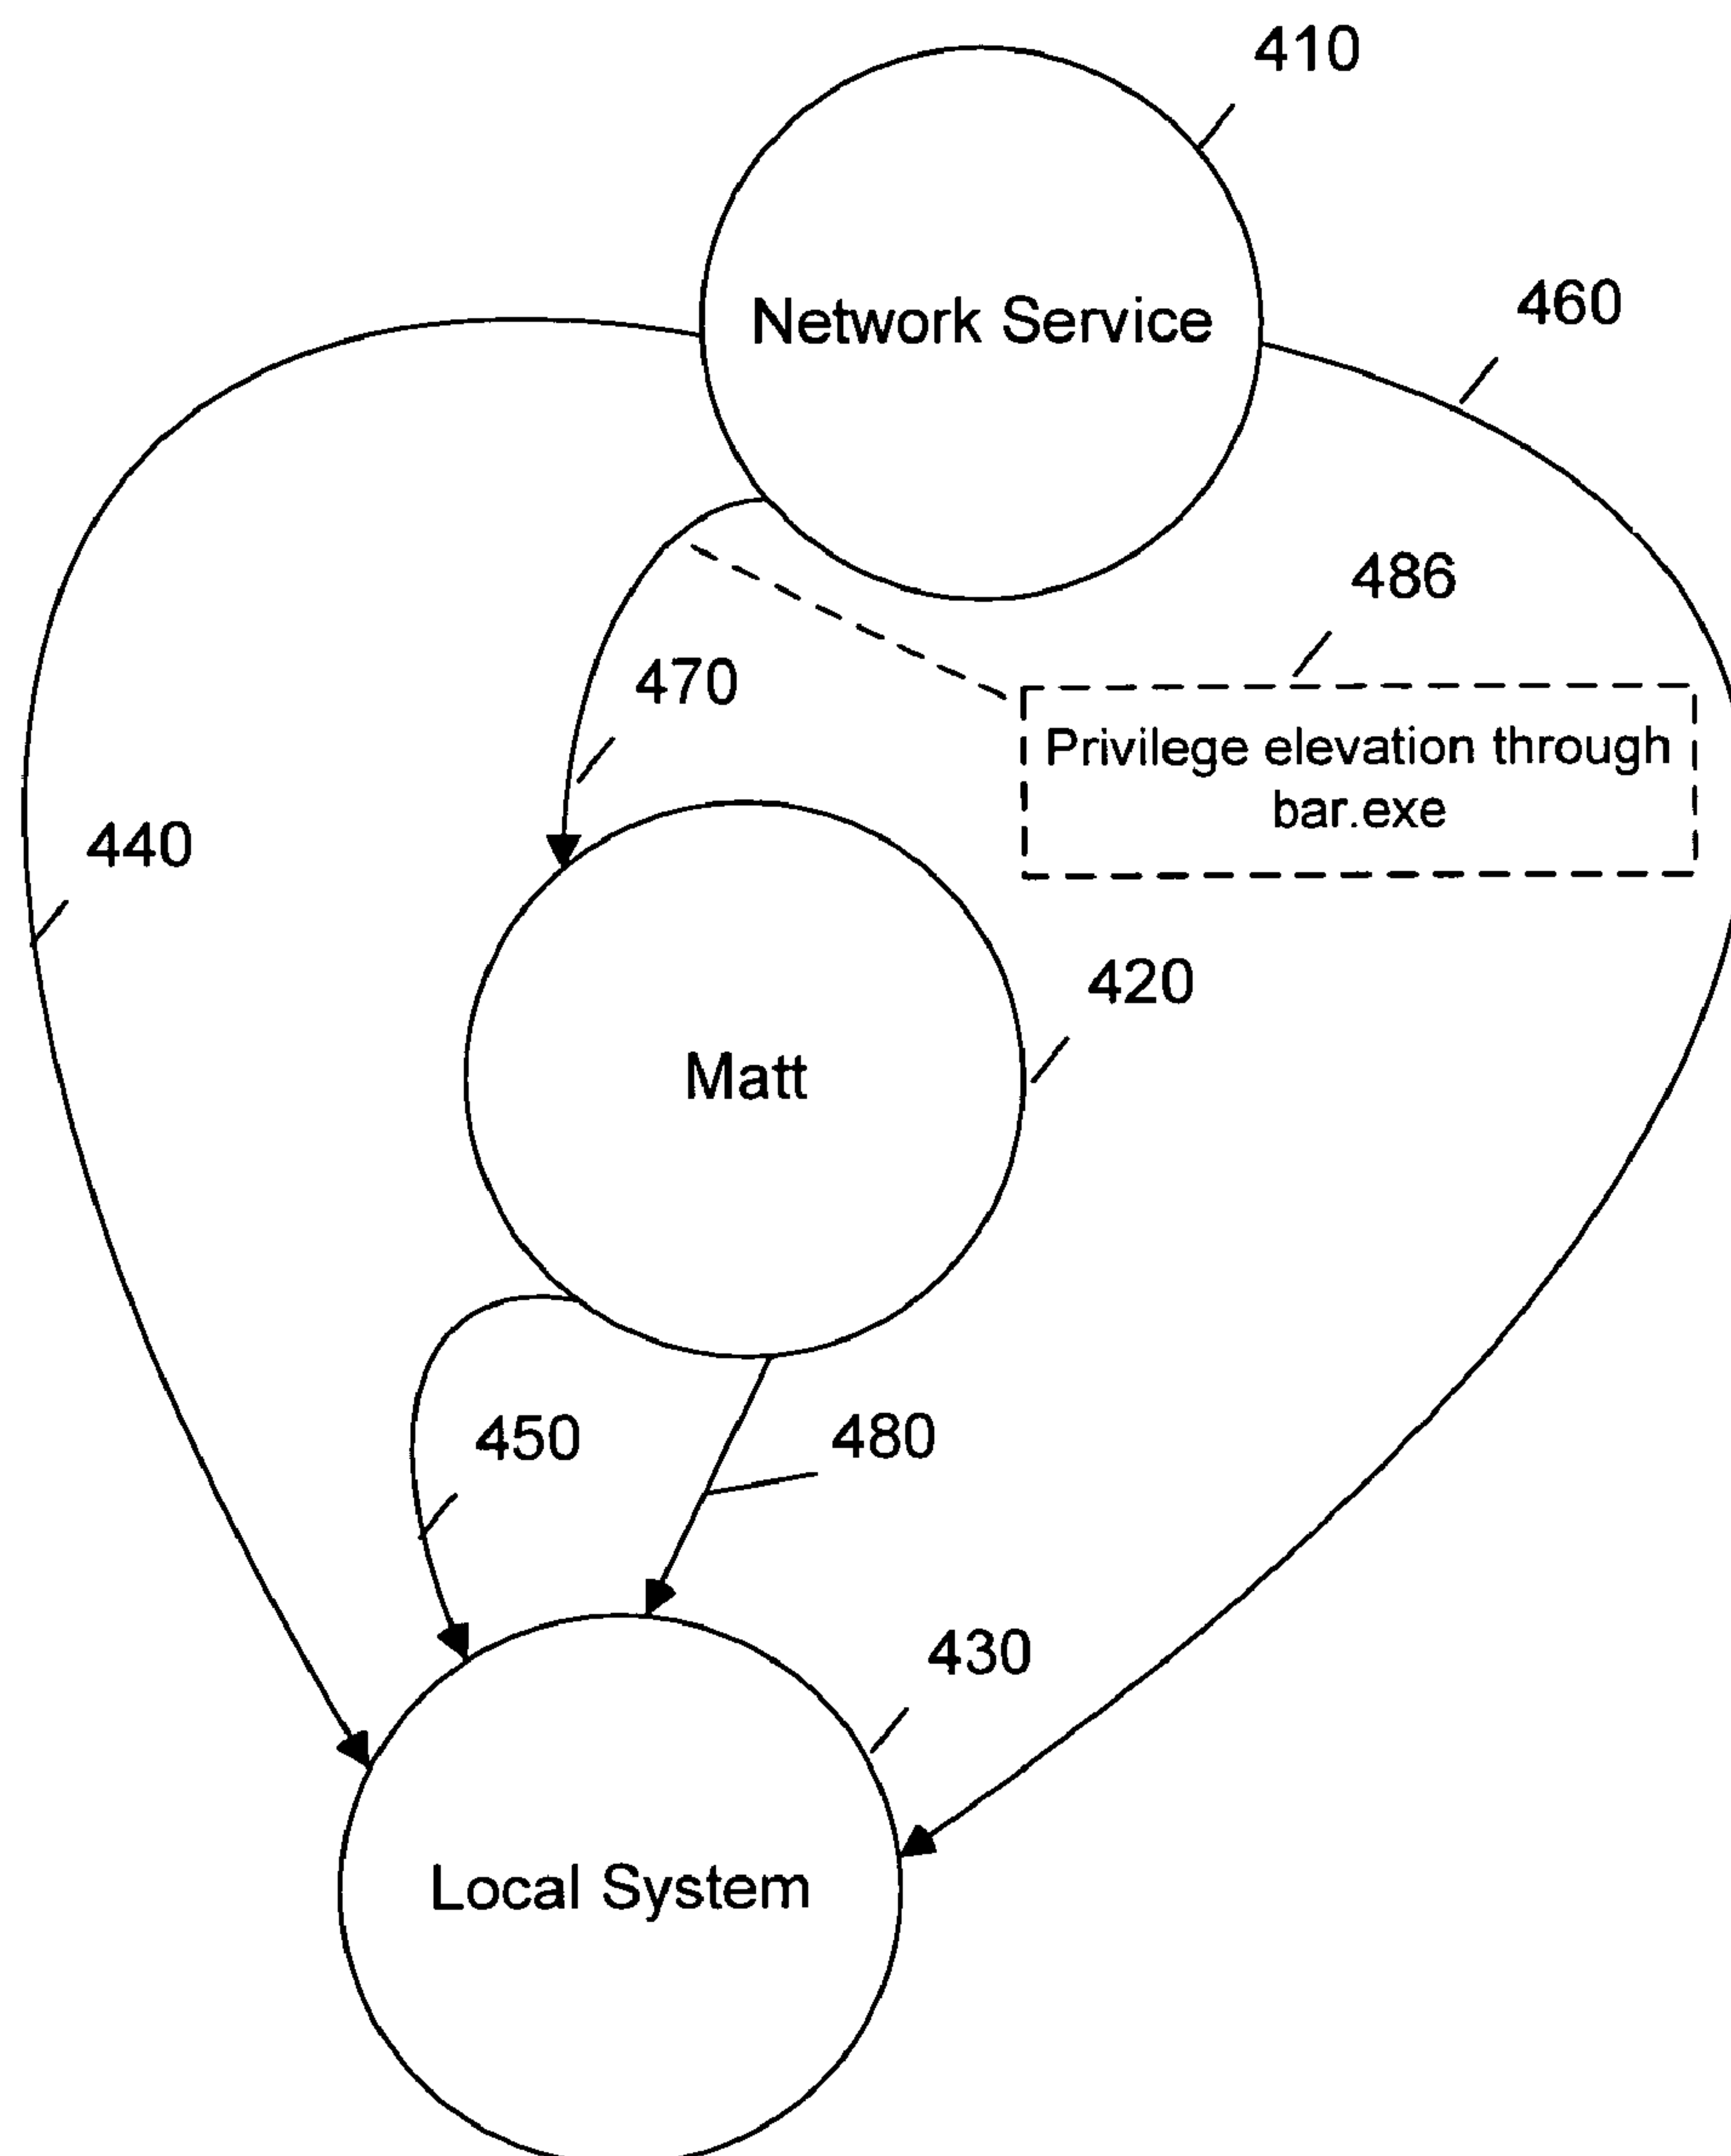 410
Network Service
460
486
470
Privilege elevation through
bar.exe
440
420
Matt
450
480
430
Local System